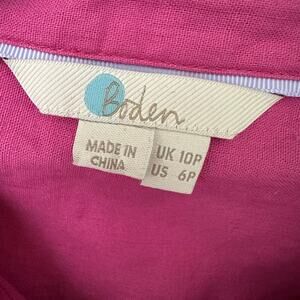 Boden
MADE IN
CHINA
UK 10P
US 6P